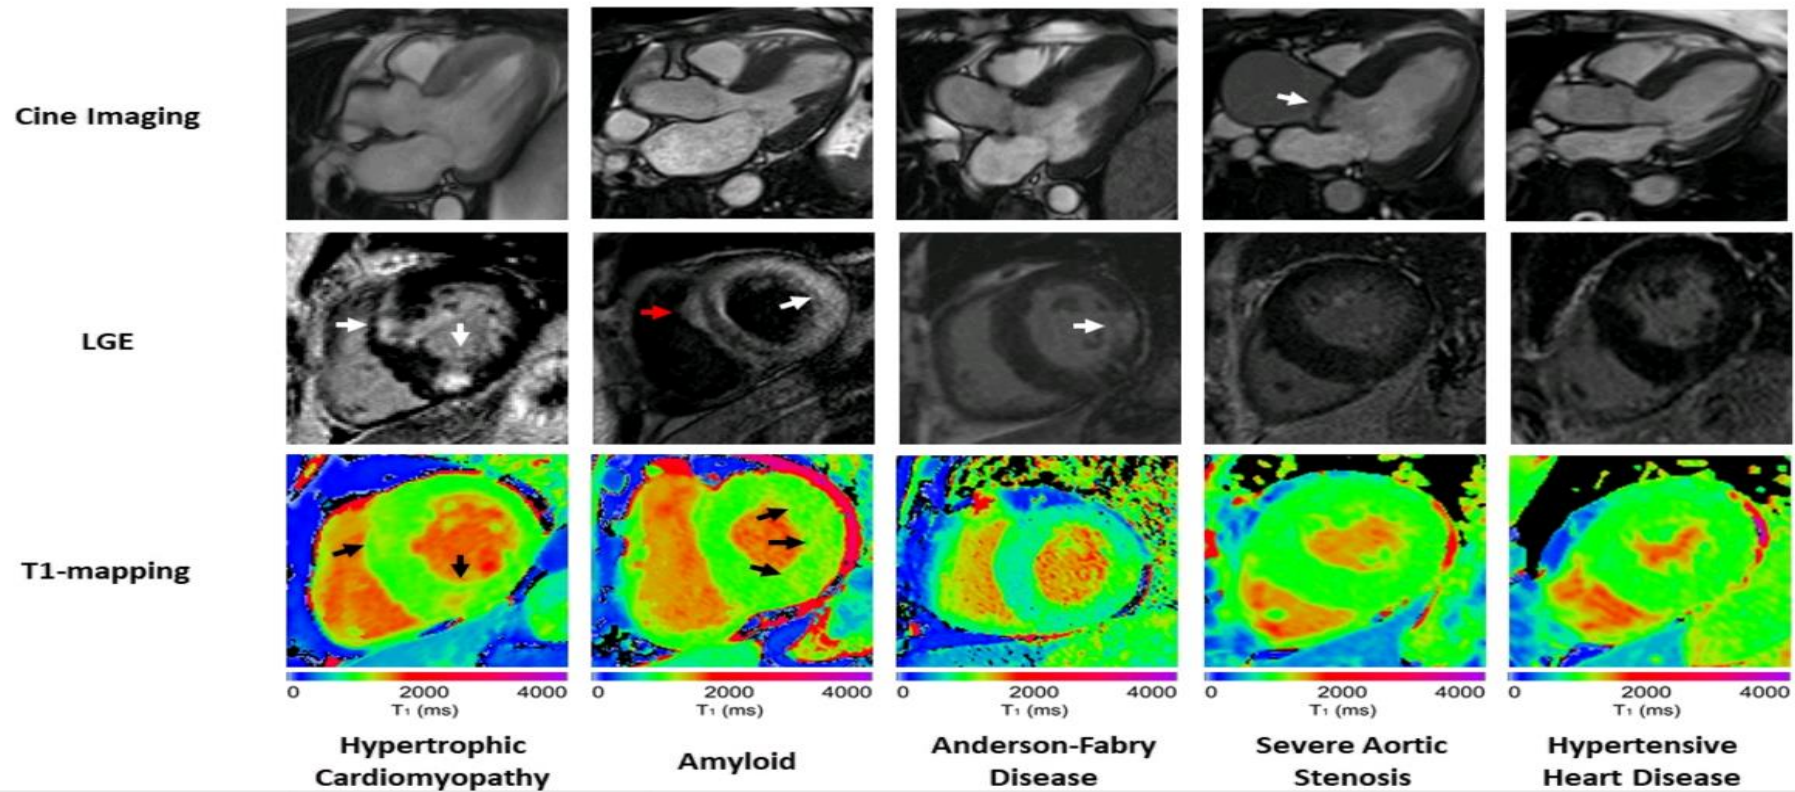 Cine Imaging
LGE
T1-mapping
0 2000 4000
T₁ (ms)
0 2000 4000
T₁ (ms)
0 2000 4000
T₁ (ms)
0 2000 4000
T₁ (ms)
0 2000 4000
T₁ (ms)
Hypertrophic
Cardiomyopathy
Amyloid
Anderson-Fabry
Disease
Severe Aortic
Stenosis
Hypertensive
Heart Disease